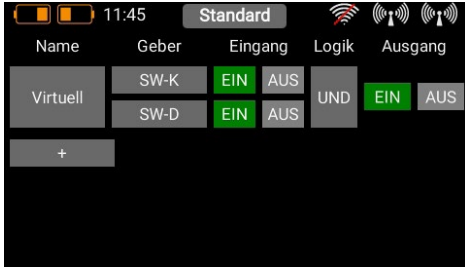 11:45 Standard
Name Geber Eingang Logik Ausgang
Virtuell SW-K EIN AUS UND EIN AUS
SW-D EIN AUS
+